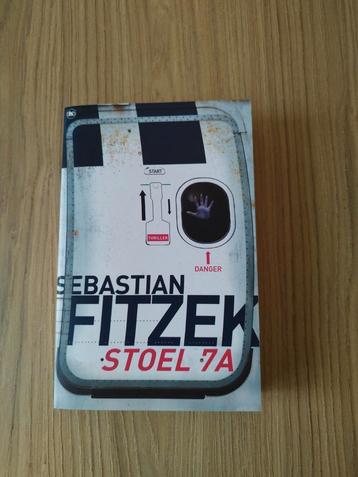 START
THRILLER
DANGER
SEBASTIAN
FITZEK
STOEL 7A